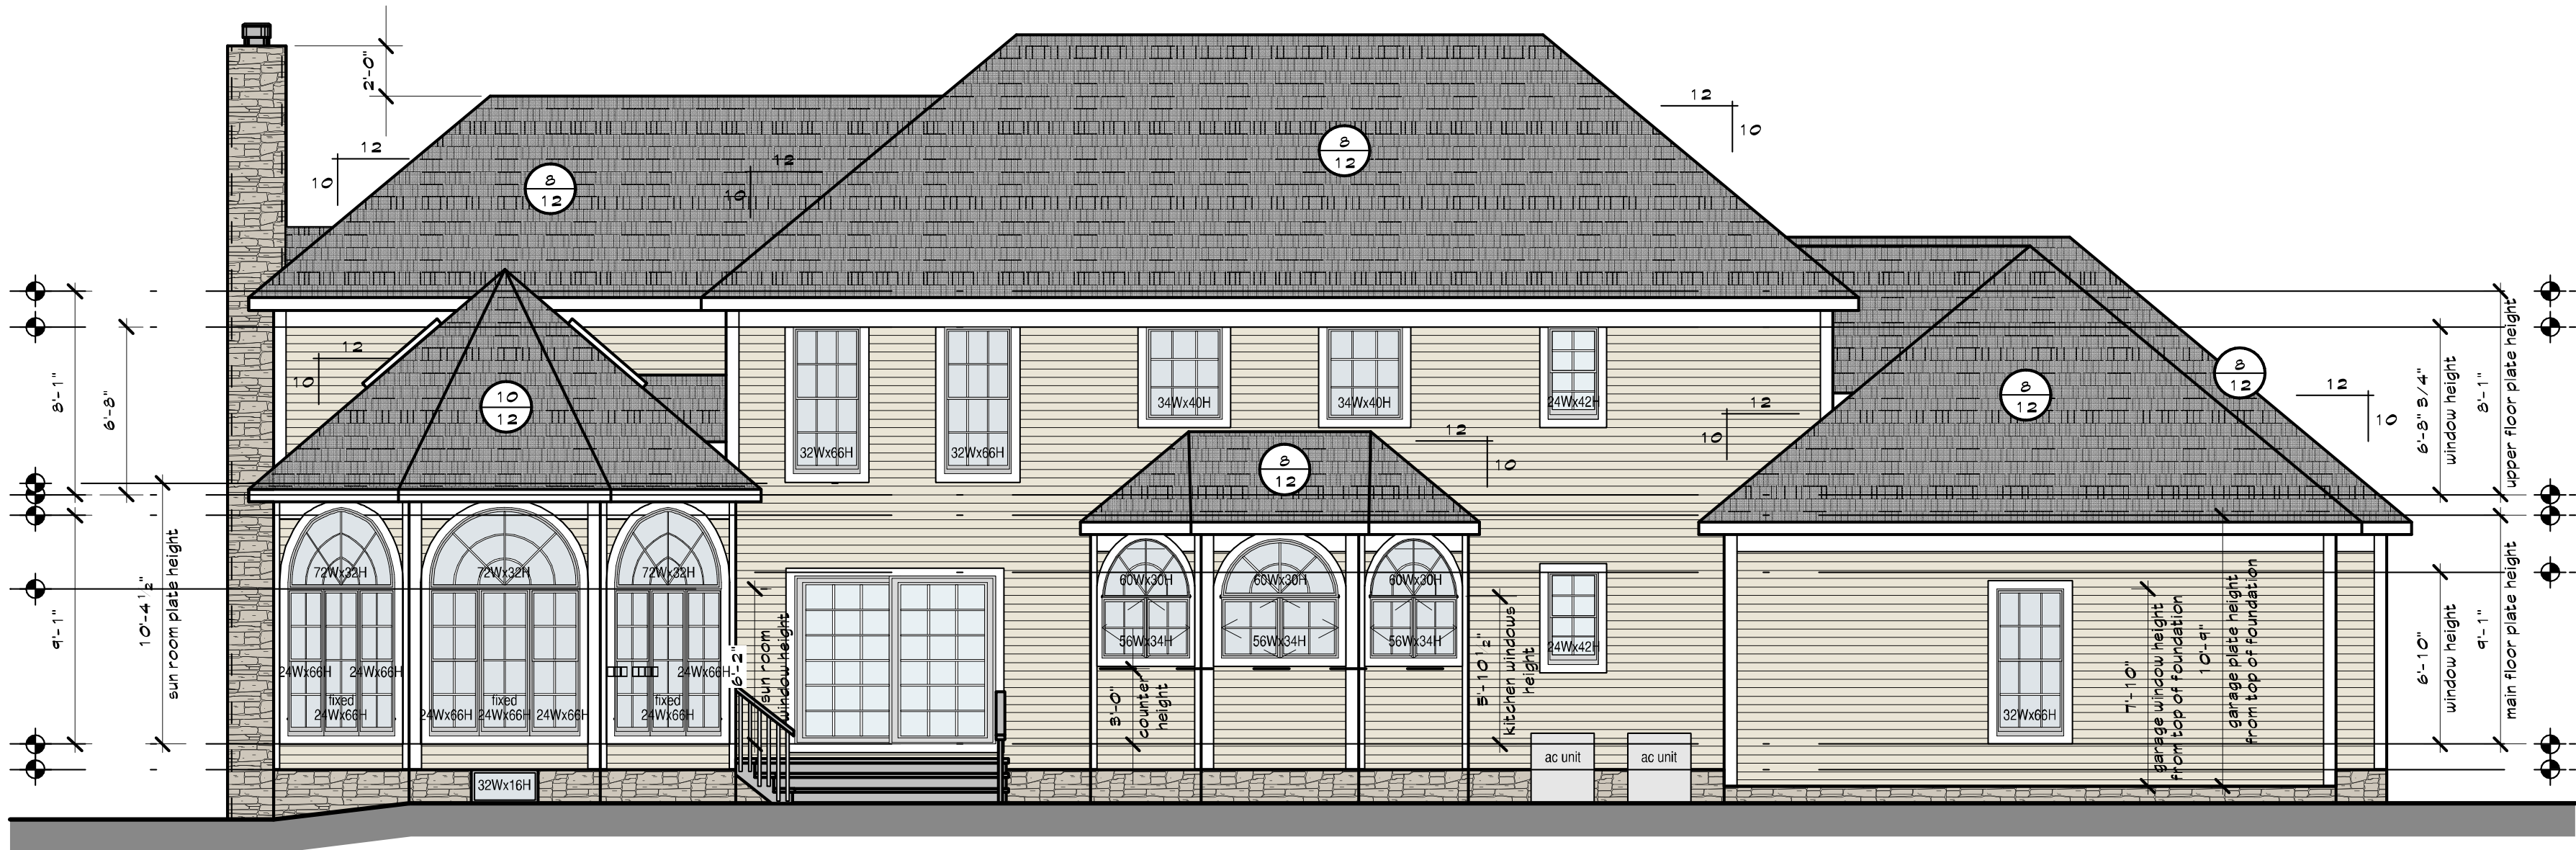 2'-0"
12
10
12
10
12
10
8
12
8
12
12
10
10
12
8
12
8
12
8
12
12
10
12
10
12
10
8'-1"
6'-8"
9'-1"
10'-4 1/2"
sun room plate height
32Wx66H
32Wx66H
34Wx40H
34Wx40H
24Wx42H
6'-8" 3/4"
window height
8'-1"
upper floor plate height
72Wx32H
72Wx32H
72Wx32H
24Wx66H
24Wx66H
24Wx66H
fixed
24Wx66H
fixed
24Wx66H
24Wx66H
24Wx66H
fixed
24Wx66H
32Wx16H
6'-2"
sun room
window height
60Wx30H
60Wx30H
60Wx30H
56Wx34H
56Wx34H
56Wx34H
3'-0"
counter
height
5'-10 1/2"
kitchen windows
height
24Wx42H
ac unit
ac unit
32Wx66H
7'-10"
garage window height
from top of foundation
10'-9"
garage plate height
from top of foundation
6'-10"
window height
9'-1"
main floor plate height